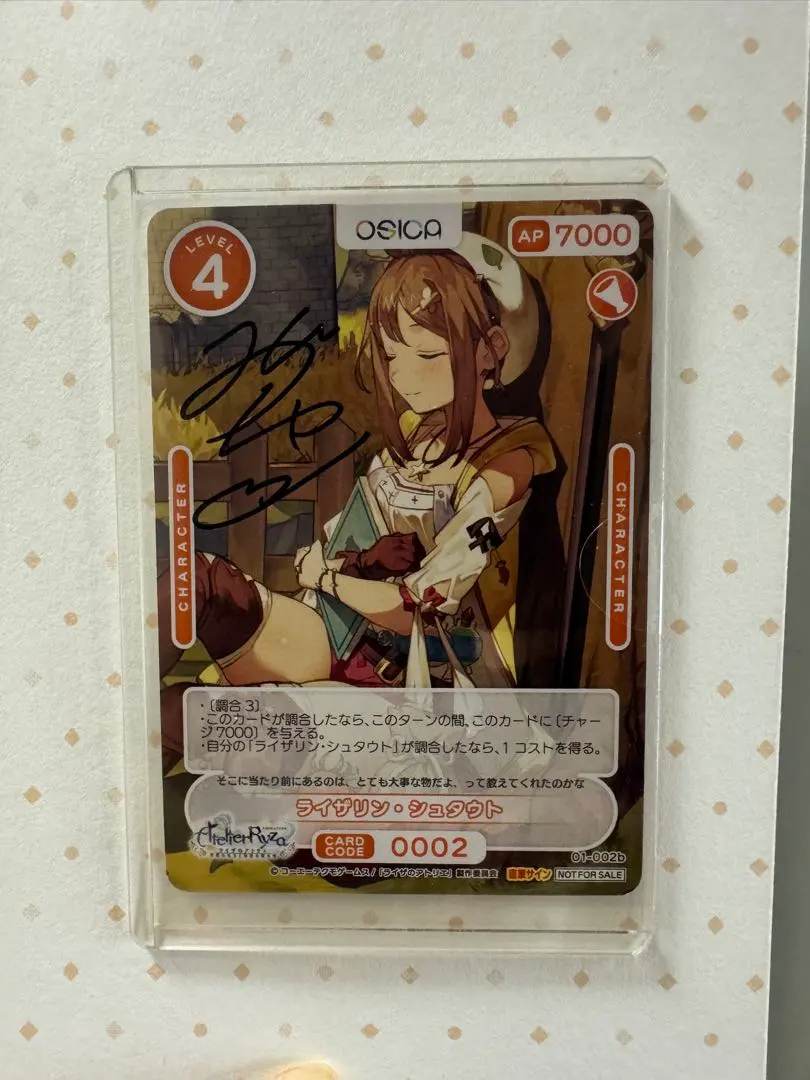 OSICA
LEVEL
4
AP 7000
CHARACTER
CHARACTER
・〔調合 3〕
・このカードが調合したなら、このターンの間、このカードに〔チャー
ジ 7000〕を与える。
・自分の「ライザリン・シュタウト」が調合したなら、1 コストを得る。
そこに当たり前にあるのは、とても大事な物だよ、って教えてくれたのかな
ライザリン・シュタウト
Atelier Ryza
CARD CODE 0002
01-002b
©コーエーテクモゲームス/「ライザのアトリエ」製作委員会
直筆サイン NOT FOR SALE